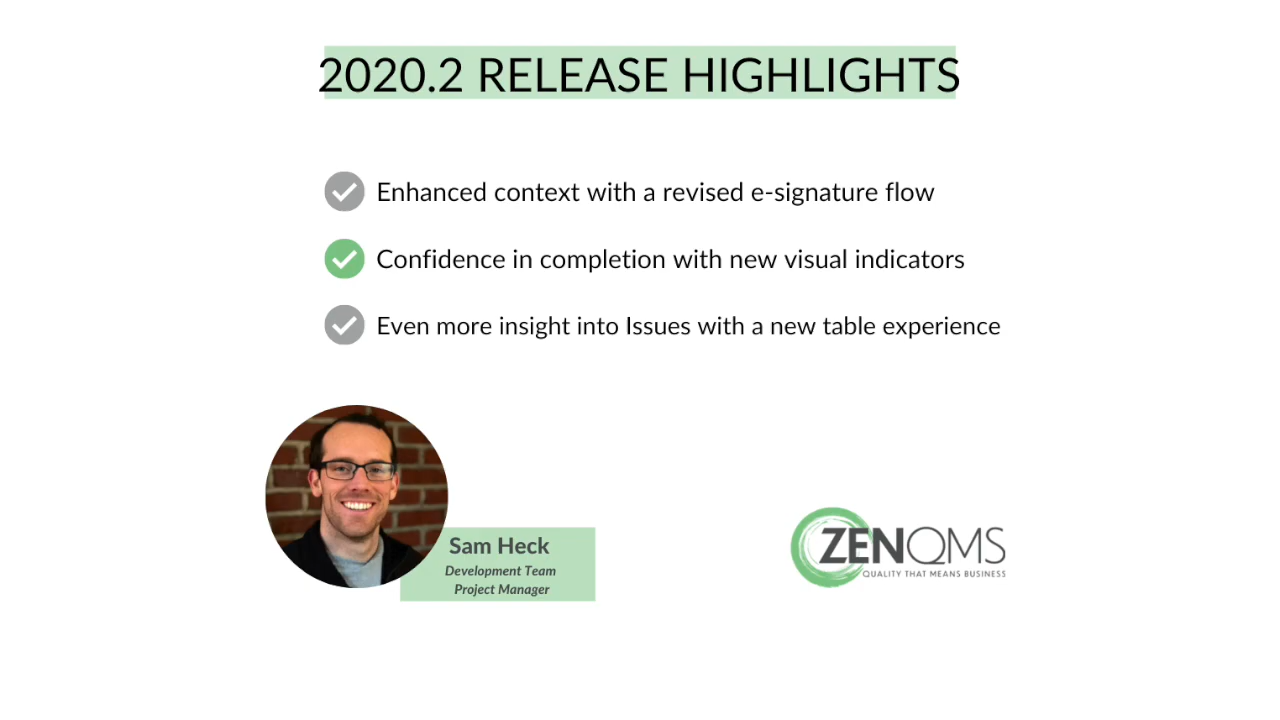 2020.2 RELEASE HIGHLIGHTS
Enhanced context with a revised e-signature flow
Confidence in completion with new visual indicators
Even more insight into Issues with a new table experience
Sam Heck
Development Team
Project Manager
ZENQMS
QUALITY THAT MEANS BUSINESS